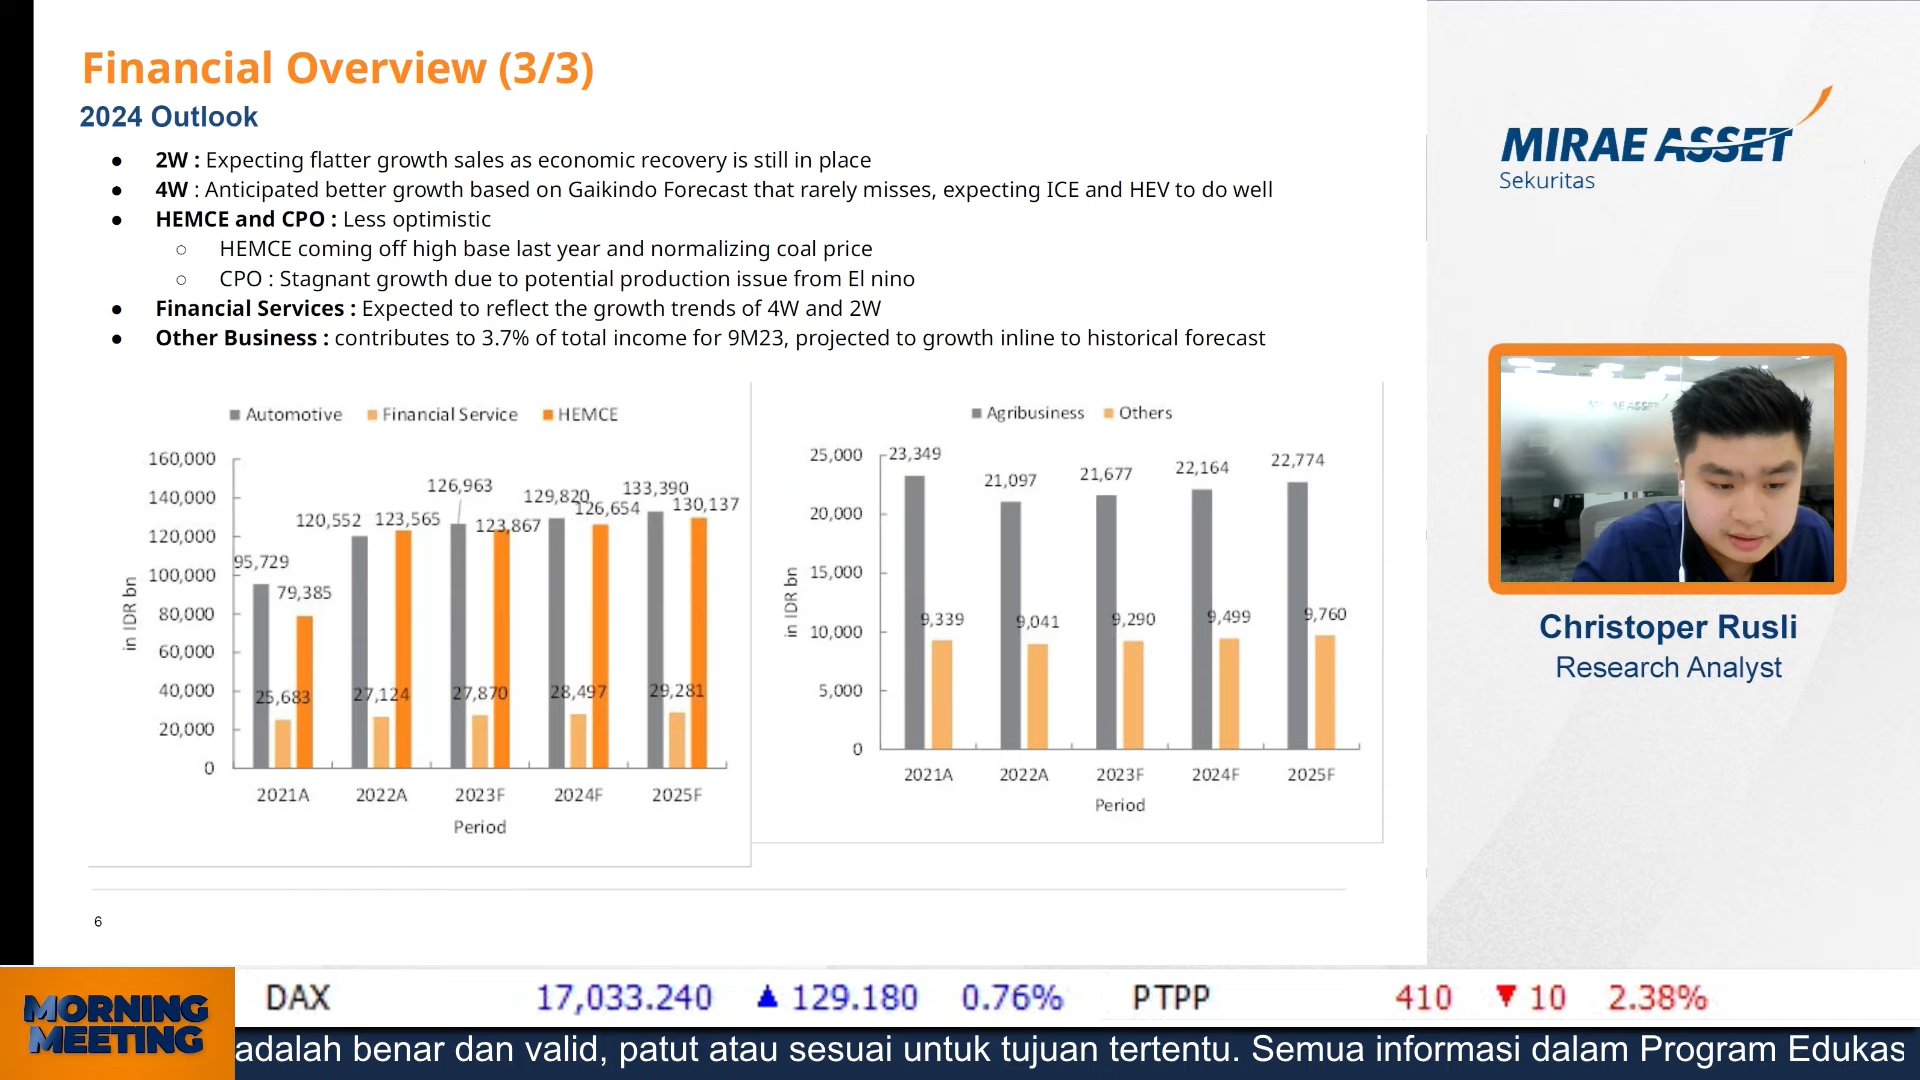 Financial Overview (3/3)
2024 Outlook
● 2W : Expecting flatter growth sales as economic recovery is still in place
● 4W : Anticipated better growth based on Gaikindo Forecast that rarely misses, expecting ICE and HEV to do well
● HEMCE and CPO : Less optimistic
○ HEMCE coming off high base last year and normalizing coal price
○ CPO : Stagnant growth due to potential production issue from El nino
● Financial Services : Expected to reflect the growth trends of 4W and 2W
● Other Business : contributes to 3.7% of total income for 9M23, projected to growth inline to historical forecast
Automotive Financial Service HEMCE
160,000
140,000
120,000
100,000
80,000
60,000
40,000
20,000
0
in IDR bn
95,729
25,683
79,385
120,552
27,124
123,565
126,963
27,870
123,867
129,820
28,497
126,654
133,390
29,281
130,137
2021A 2022A 2023F 2024F 2025F
Period
Agribusiness Others
25,000
20,000
15,000
10,000
5,000
0
in IDR bn
23,349
9,339
21,097
9,041
21,677
9,290
22,164
9,499
22,774
9,760
2021A 2022A 2023F 2024F 2025F
Period
6
MIRAE ASSET
Sekuritas
MIRAE ASSET
Christoper Rusli
Research Analyst
MORNING
MEETING
DAX 17,033.240 ▲ 129.180 0.76% PTPP 410 ▼ 10 2.38%
adalah benar dan valid, patut atau sesuai untuk tujuan tertentu. Semua informasi dalam Program Edukas